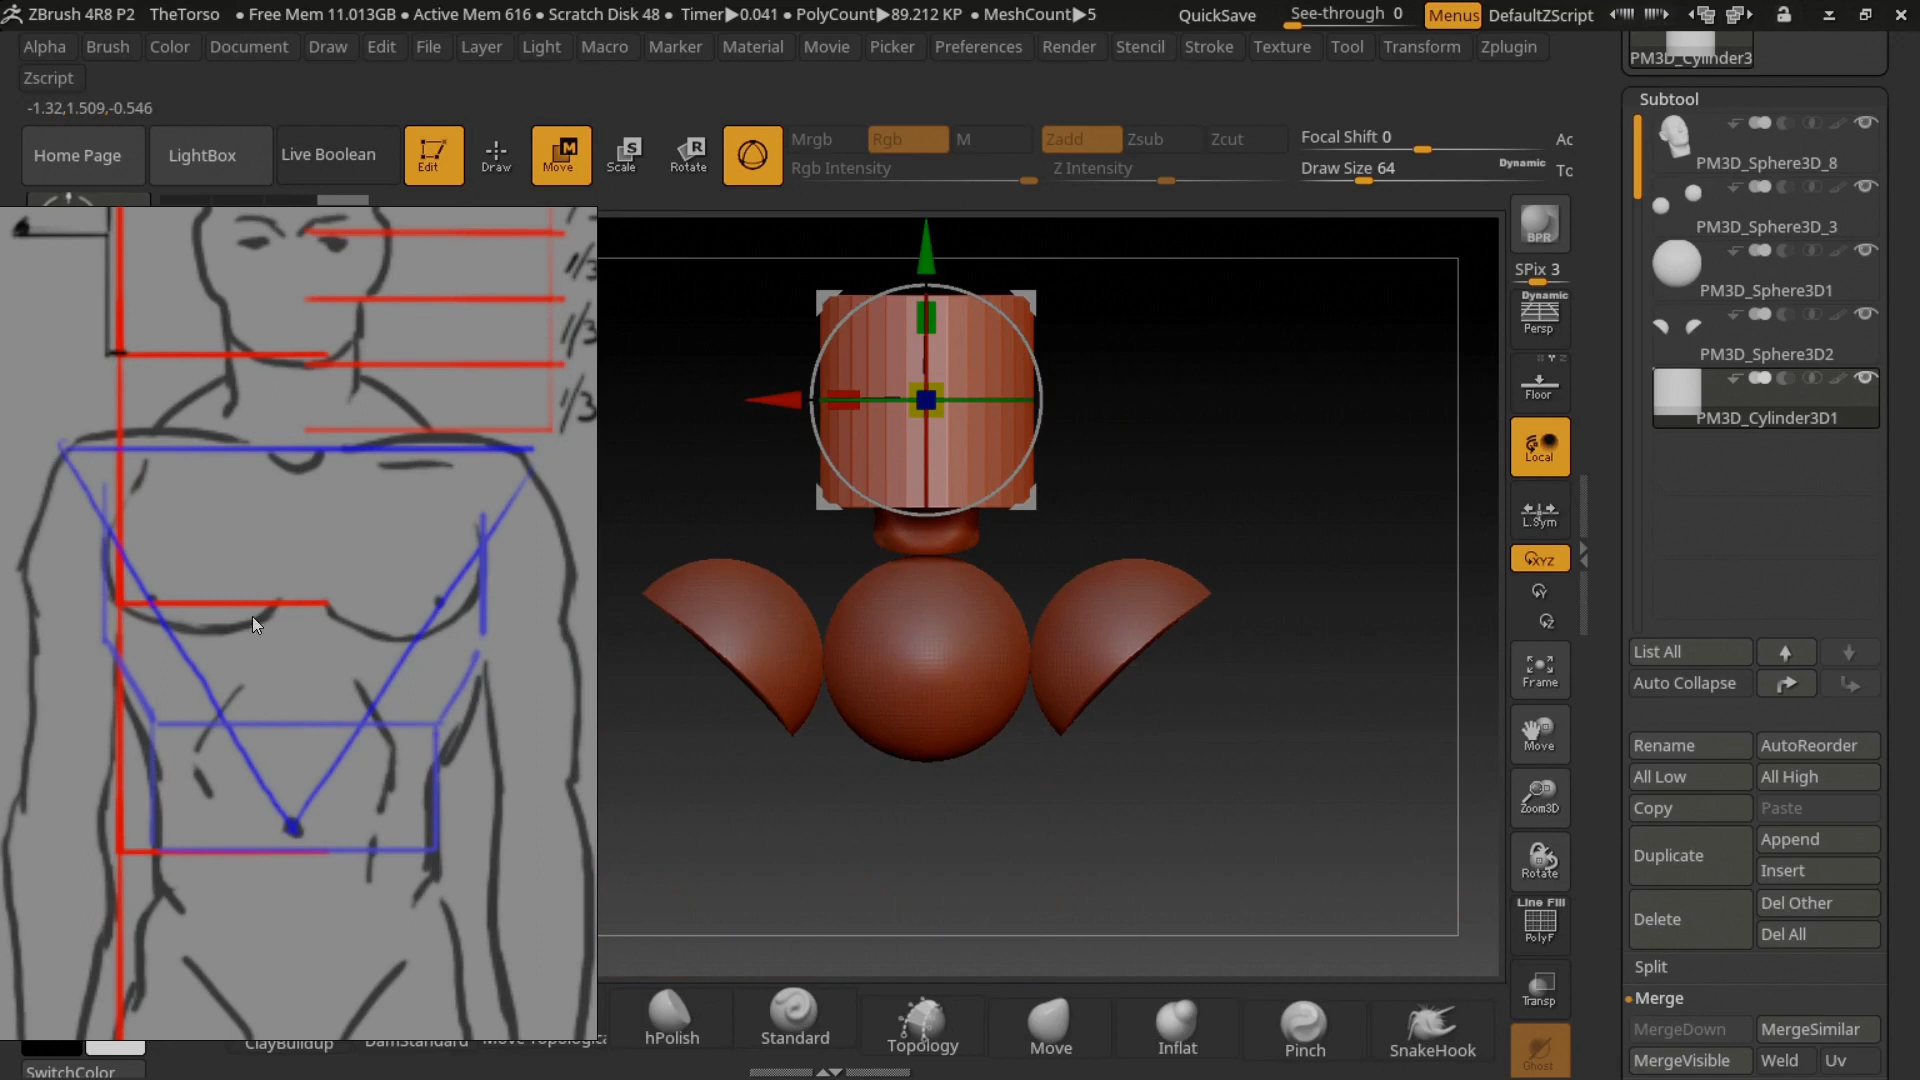 ZBrush 4R8 P2 TheTorso • Free Mem 11.013GB • Active Mem 616 • Scratch Disk 48 • Timer▶0.041 • PolyCount▶89.212 KP • MeshCount▶5 QuickSave See-through 0 Menus DefaultZScript
Alpha Brush Color Document Draw Edit File Layer Light Macro Marker Material Movie Picker Preferences Render Stencil Stroke Texture Tool Transform Zplugin
Zscript
-1.32,1.509,-0.546
Home Page LightBox Live Boolean Edit Draw Move Scale Rotate
Mrgb Rgb M Zadd Zsub Zcut Focal Shift 0 Ac
Rgb Intensity Z Intensity Draw Size 64 Dynamic To
1/3
1/3
1/3
BPR
SPix 3
Dynamic
Persp
Floor
Local
L.Sym
XYZ
Y
Z
Frame
Move
Zoom3D
Rotate
Line Fill
PolyF
Transp
Ghost
PM3D_Cylinder3
Subtool
PM3D_Sphere3D_8
PM3D_Sphere3D_3
PM3D_Sphere3D1
PM3D_Sphere3D2
PM3D_Cylinder3D1
List All
Auto Collapse
Rename AutoReorder
All Low All High
Copy Paste
Duplicate Append
Insert
Delete Del Other
Del All
Split
Merge
MergeDown MergeSimilar
MergeVisible Weld Uv
ClayBuildup DamStandard hPolish Standard Topology Move Inflat Pinch SnakeHook
SwitchColor